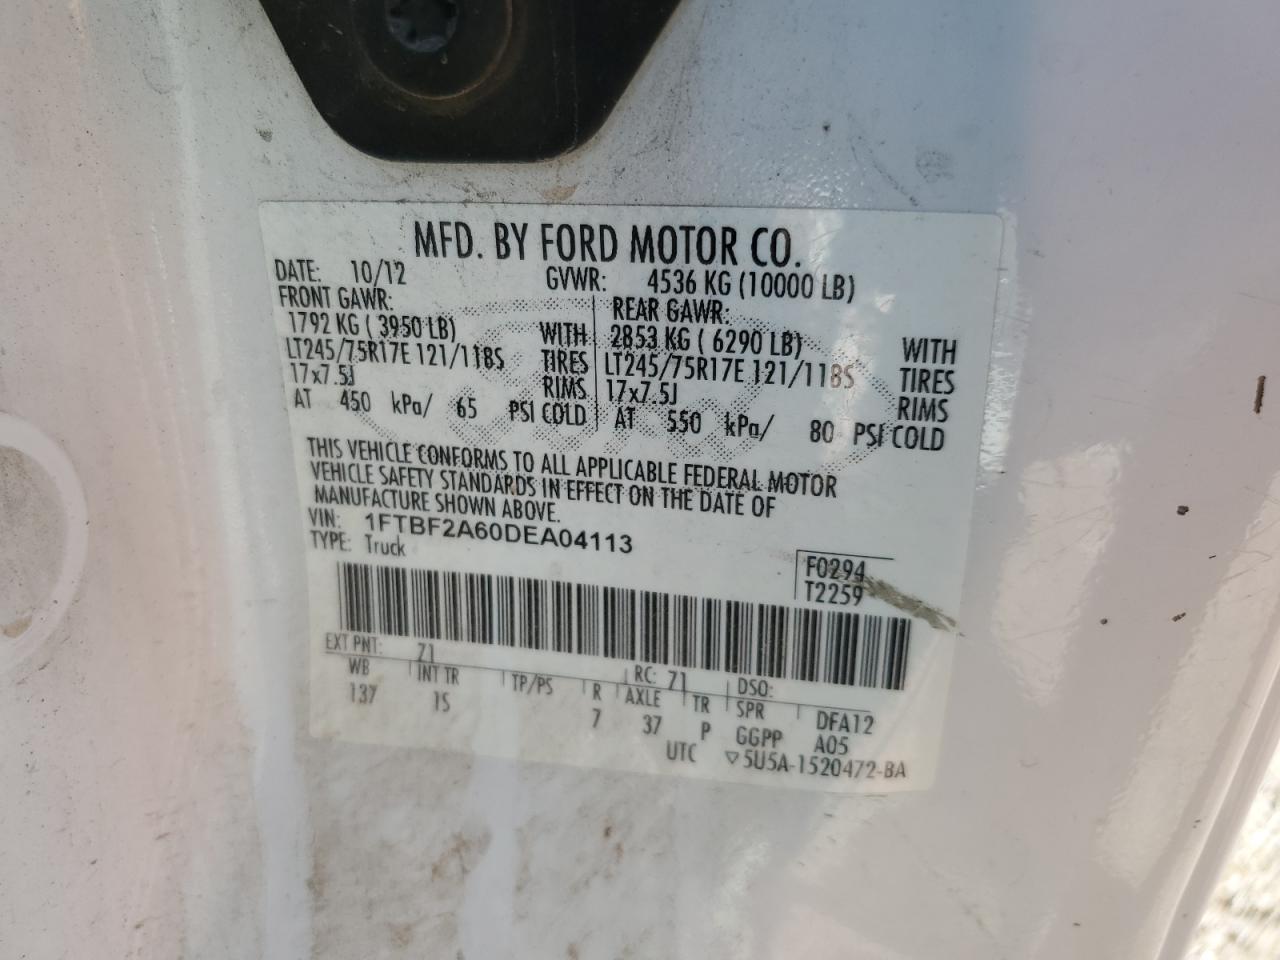 MFD. BY FORD MOTOR CO.
DATE: 10/12 GVWR: 4536 KG (10000 LB)
FRONT GAWR: REAR GAWR:
1792 KG ( 3950 LB) WITH 2853 KG ( 6290 LB) WITH
LT245/75R17E 121/118S TIRES LT245/75R17E 121/118S TIRES
17x7.5J RIMS 17x7.5J RIMS
AT 450 kPa/ 65 PSI COLD AT 550 kPa/ 80 PSI COLD
THIS VEHICLE CONFORMS TO ALL APPLICABLE FEDERAL MOTOR
VEHICLE SAFETY STANDARDS IN EFFECT ON THE DATE OF
MANUFACTURE SHOWN ABOVE.
VIN: 1FTBF2A60DEA04113
TYPE: Truck
F0294
T2259
EXT PNT: Z1 RC: 71 DSO:
WB INT TR TP/PS R AXLE TR SPR DFA12
137 1S 7 37 P GGPP A05
UTC ▽5U5A-1520472-BA